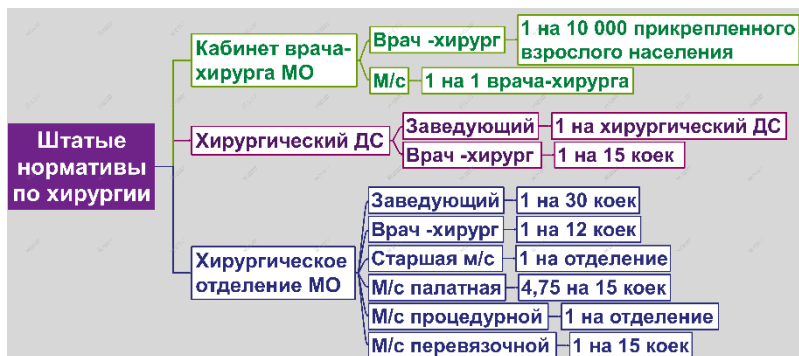 Штатые
нормативы
по хирургии
Кабинет врача-
хирурга МО
Врач -хирург
1 на 10 000 прикрепленного
взрослого населения
М/с
1 на 1 врача-хирурга
Хирургический ДС
Заведующий
1 на хирургический ДС
Врач -хирург
1 на 15 коек
Хирургическое
отделение МО
Заведующий
1 на 30 коек
Врач -хирург
1 на 12 коек
Старшая м/с
1 на отделение
М/с палатная
4,75 на 15 коек
М/с процедурной
1 на отделение
М/с перевязочной
1 на 15 коек